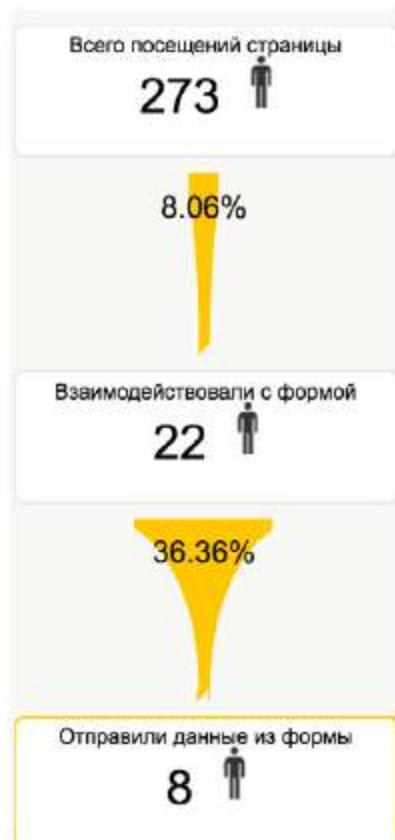 Всего посещений страницы
273
8.06%
Взаимодействовали с формой
22
36.36%
Отправили данные из формы
8